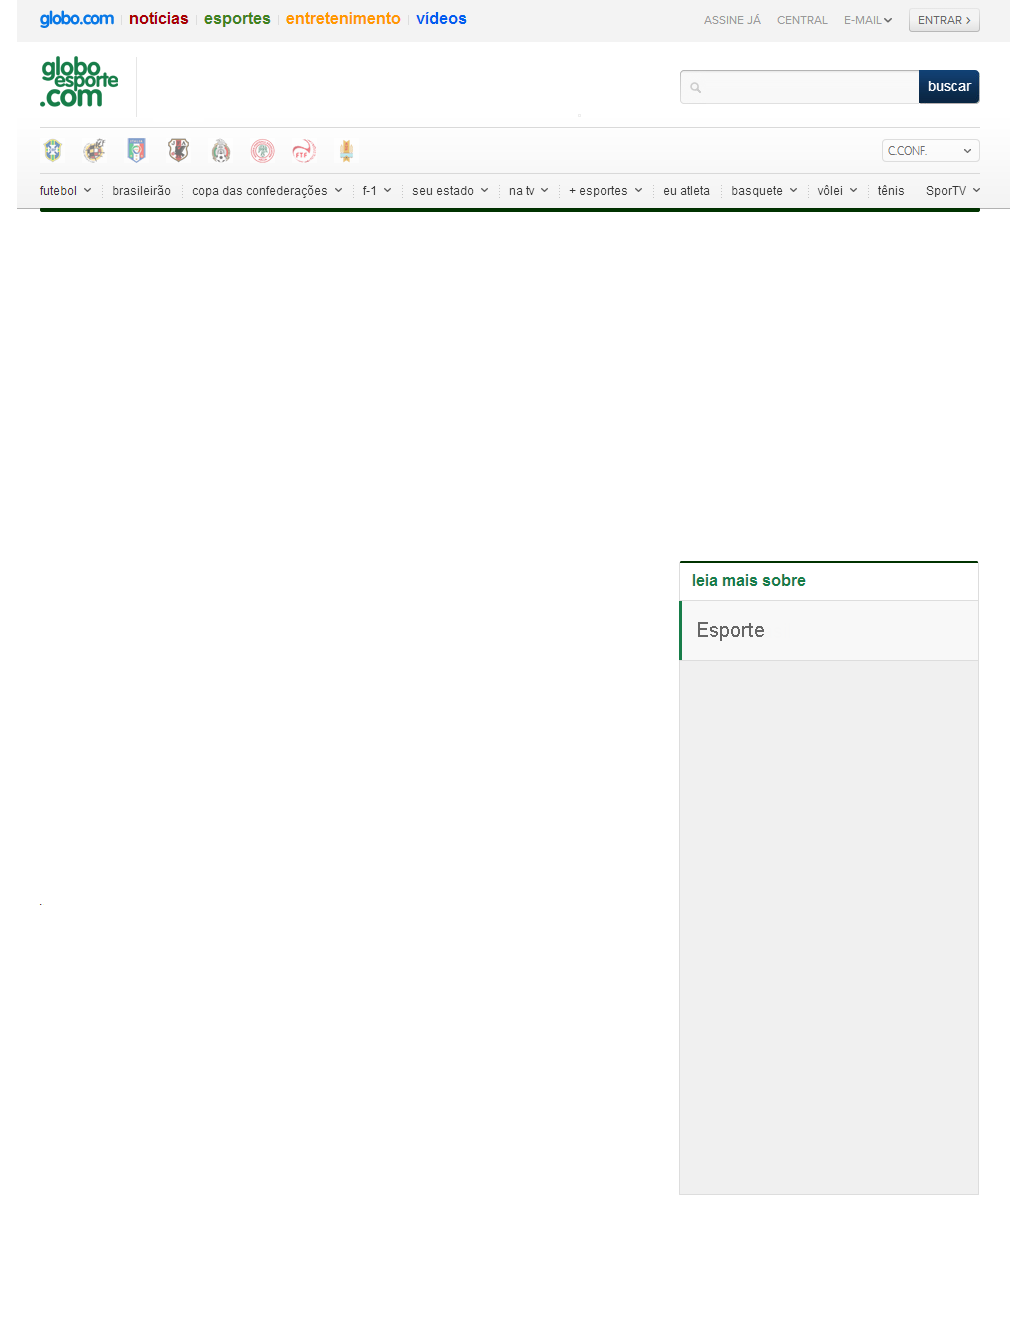 globo.com notícias esportes entretenimento vídeos ASSINE JÁ CENTRAL E-MAIL ENTRAR
globo
esporte
.com
buscar
FTF C.CONF.
futebol brasileirão copa das confederações f-1 seu estado na tv + esportes eu atleta basquete vôlei tênis SporTV
leia mais sobre
Esporte